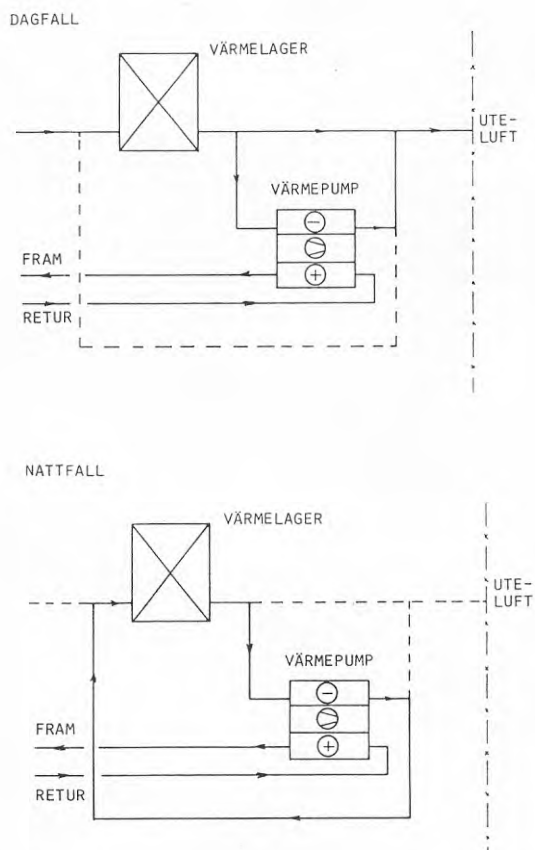 DAGFALL
VÄRMELAGER
UTE-
LUFT
VÄRMEPUMP
FRAM
RETUR
NATTFALL
VÄRMELAGER
UTE-
LUFT
VÄRMEPUMP
FRAM
RETUR